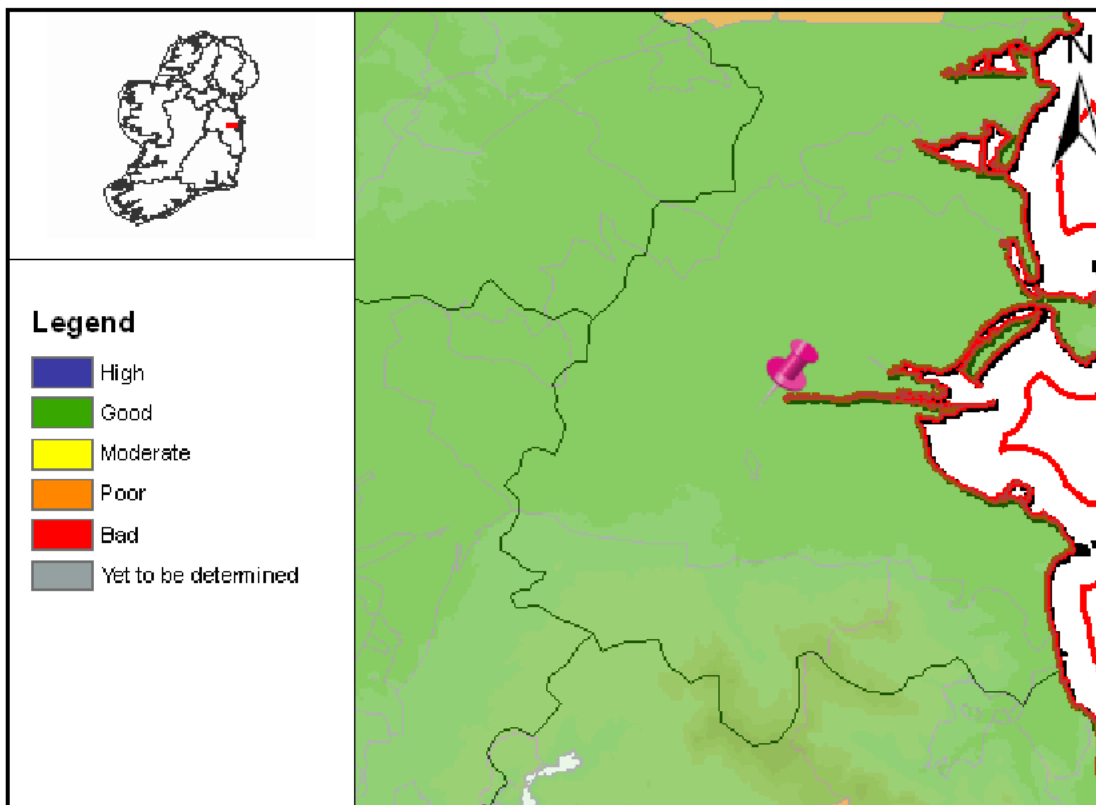 Legend
High
Good
Moderate
Poor
Bad
Yet to be determined
N